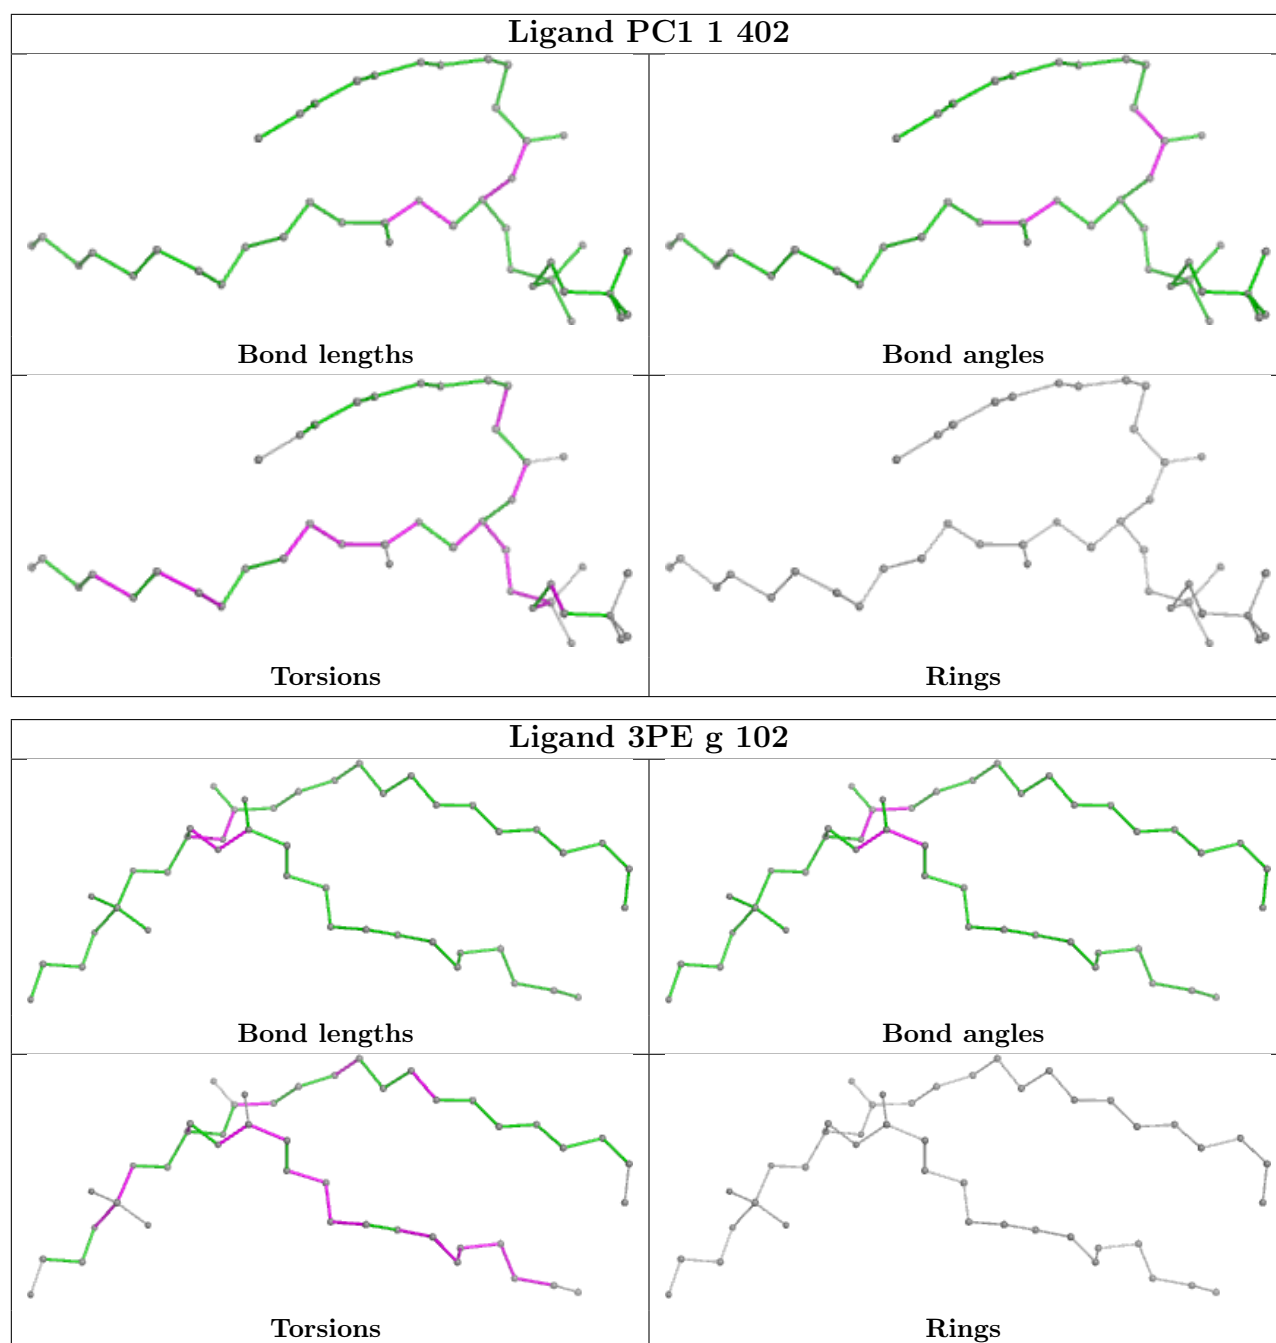 Ligand PC1 1 402
Bond lengths
Bond angles
Torsions
Rings
Ligand 3PE g 102
Bond lengths
Bond angles
Torsions
Rings